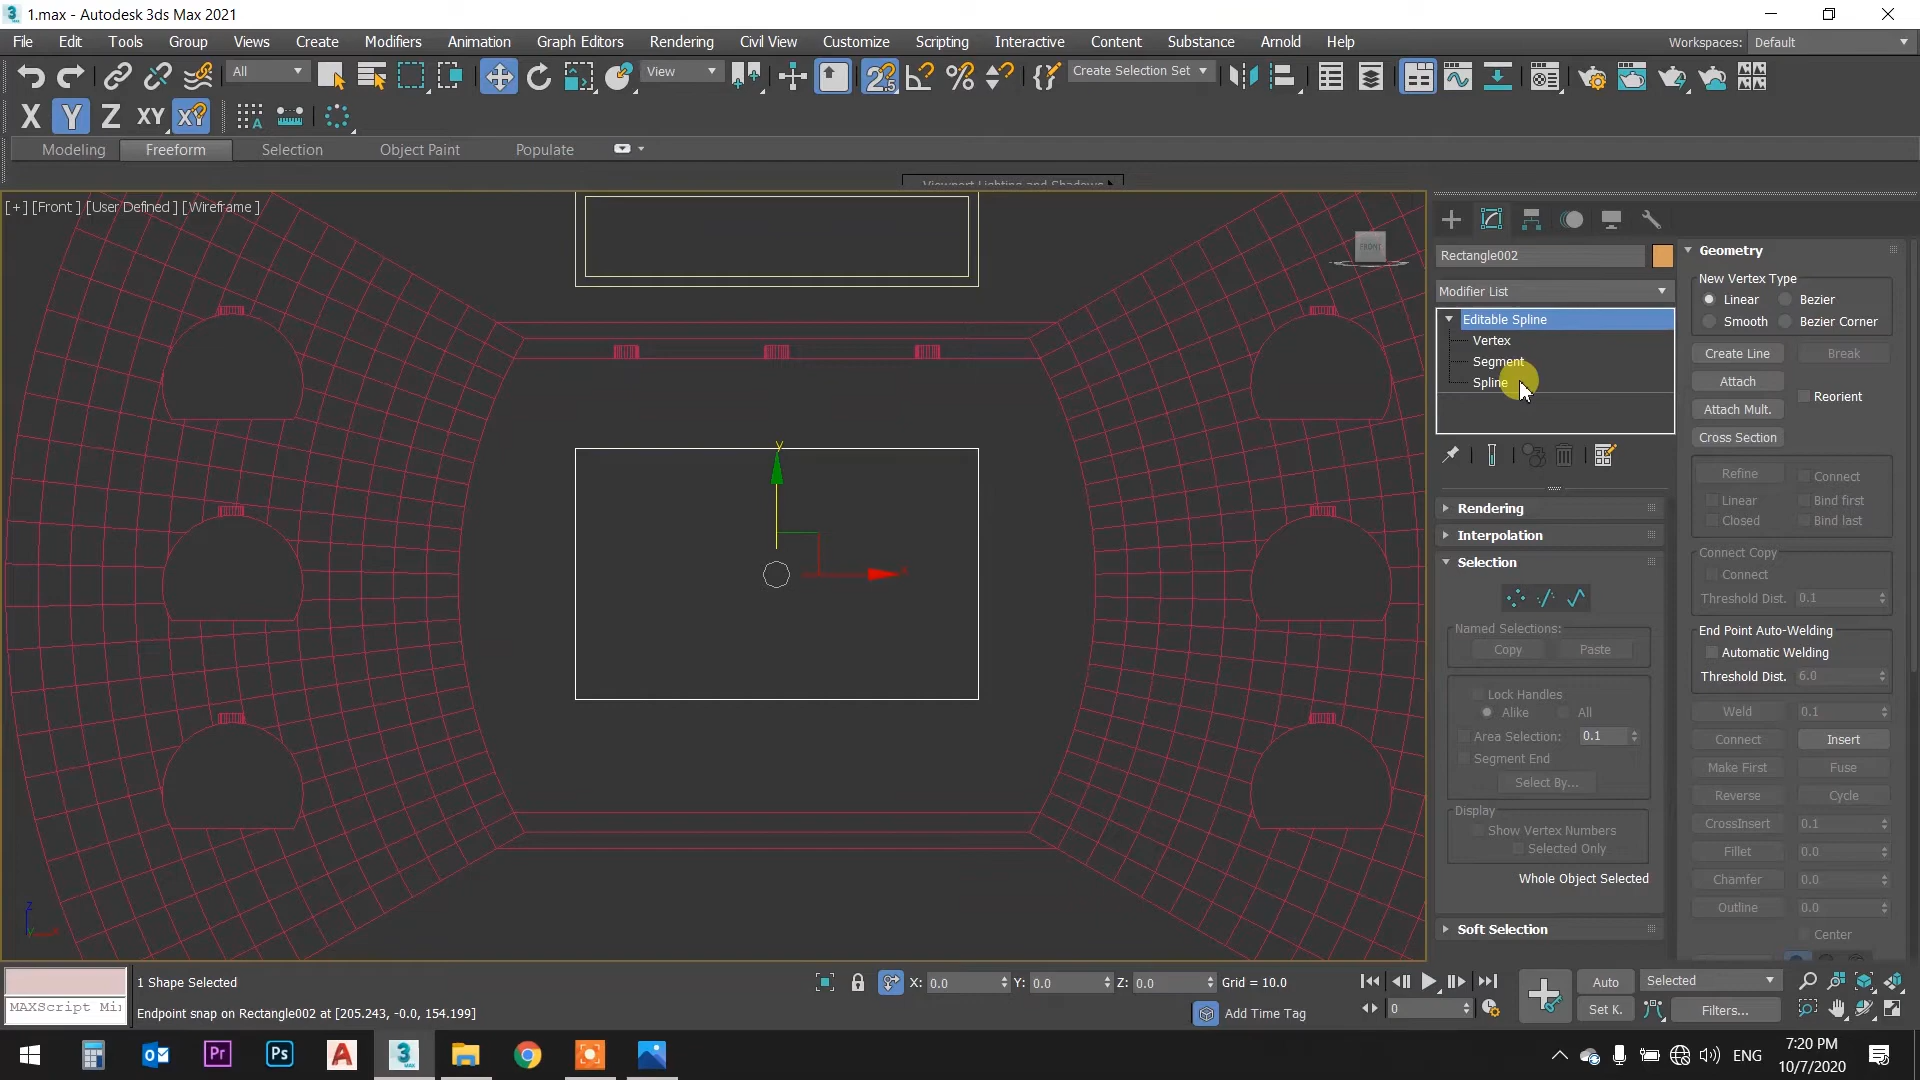 1.max - Autodesk 3ds Max 2021
File Edit Tools Group Views Create Modifiers Animation Graph Editors Rendering Civil View Customize Scripting Interactive Content Substance Arnold Help Workspaces: Default
All View Create Selection Set
X Y Z XY XY
Modeling Freeform Selection Object Paint Populate
Viewport Lighting and Shadows
[+] [Front ] [User Defined ] [Wireframe ]
FRONT
y
x
z
Rectangle002
Modifier List
Editable Spline
Vertex
Segment
Spline
Rendering
Interpolation
Selection
Named Selections:
Copy Paste
Lock Handles
Alike All
Area Selection: 0.1
Segment End
Select By...
Display
Show Vertex Numbers
Selected Only
Whole Object Selected
Soft Selection
Geometry
New Vertex Type
Linear Bezier
Smooth Bezier Corner
Create Line Break
Attach
Reorient
Attach Mult.
Cross Section
Refine Connect
Linear Bind first
Closed Bind last
Connect Copy
Connect
Threshold Dist. 0.1
End Point Auto-Welding
Automatic Welding
Threshold Dist. 6.0
Weld 0.1
Connect Insert
Make First Fuse
Reverse Cycle
CrossInsert 0.1
Fillet 0.0
Chamfer 0.0
Outline 0.0
Center
1 Shape Selected
MAXScript Mi
Endpoint snap on Rectangle002 at [205.243, -0.0, 154.199]
X: 0.0 Y: 0.0 Z: 0.0 Grid = 10.0
Add Time Tag
0
Auto Selected
Set K. Filters...
ENG
7:20 PM
10/7/2020